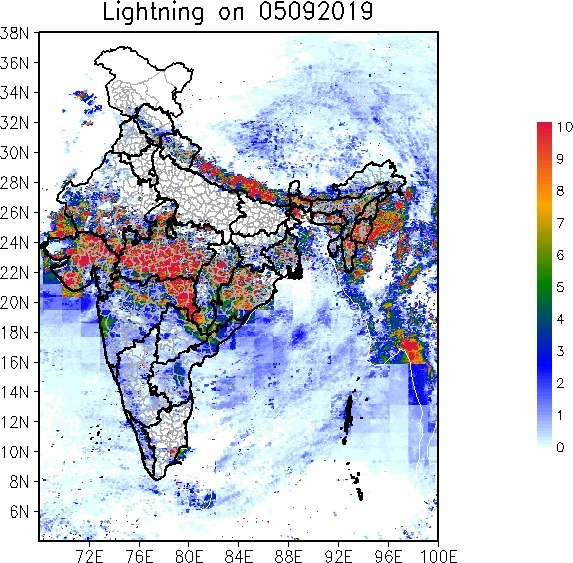 Lightning on 05092019
38N
36N
34N
32N
30N
28N
26N
24N
22N
20N
18N
16N
14N
12N
10N
8N
6N
72E 76E 80E 84E 88E 92E 96E 100E
10
9
8
7
6
5
4
3
2
1
0